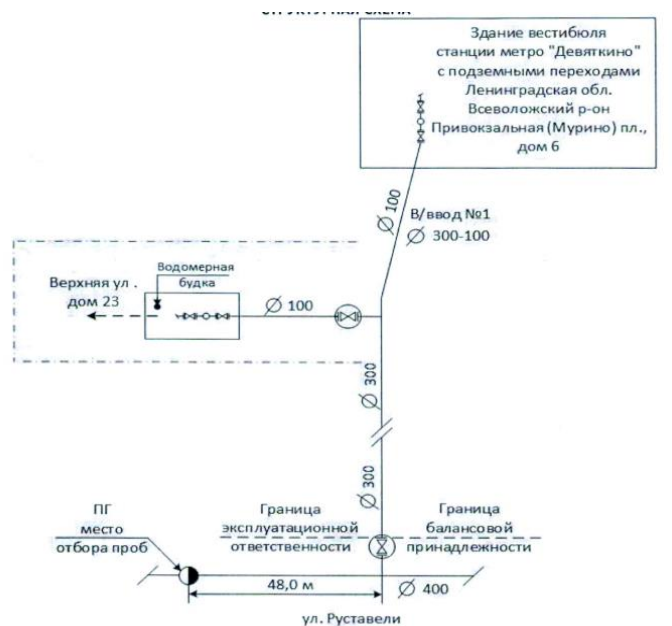 СТРУКТУРНАЯ СХЕМА
Здание вестибюля
станции метро "Девяткино"
с подземными переходами
Ленинградская обл.
Всеволожский р-он
Привокзальная (Мурино) пл.,
дом 6
Ø 100
В/ввод №1
Ø 300-100
Верхняя ул .
дом 23
Водомерная
будка
Ø 100
Ø 300
Ø 300
ПГ
место
отбора проб
Граница
эксплуатационной
ответственности
Граница
балансовой
принадлежности
48,0 м
Ø 400
ул. Руставели